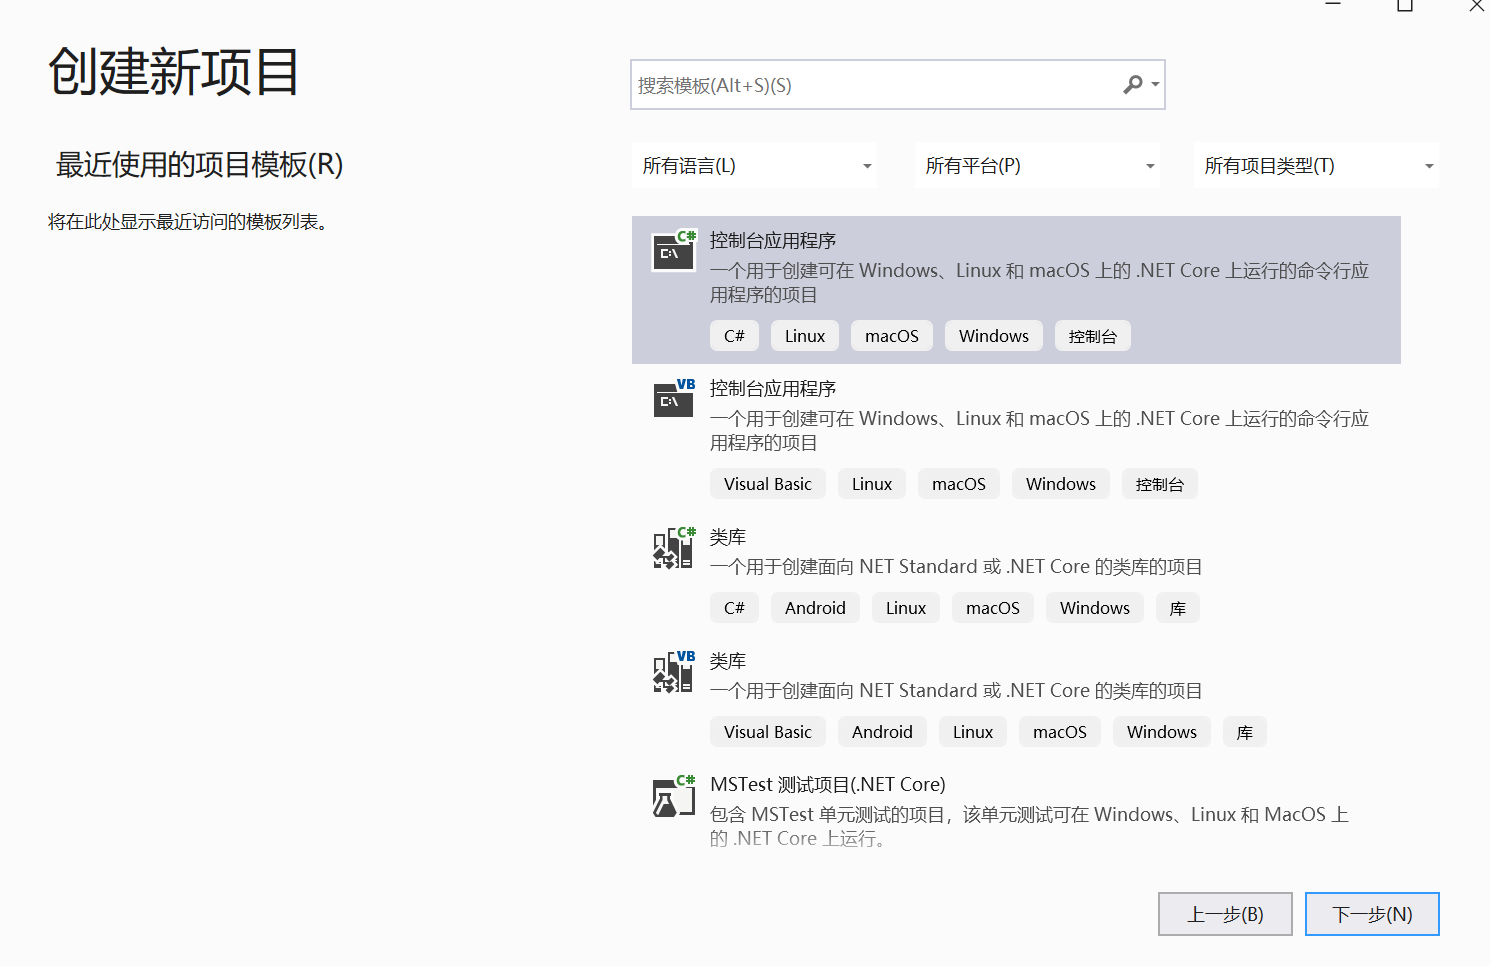 创建新项目
搜索模板(Alt+S)(S)
最近使用的项目模板(R)
将在此处显示最近访问的模板列表。
所有语言(L)
所有平台(P)
所有项目类型(T)
C#
C:\
控制台应用程序
一个用于创建可在 Windows、Linux 和 macOS 上的 .NET Core 上运行的命令行应
用程序的项目
C# Linux macOS Windows 控制台
VB
C:\
控制台应用程序
一个用于创建可在 Windows、Linux 和 macOS 上的 .NET Core 上运行的命令行应
用程序的项目
Visual Basic Linux macOS Windows 控制台
C#
类库
一个用于创建面向 NET Standard 或 .NET Core 的类库的项目
C# Android Linux macOS Windows 库
VB
类库
一个用于创建面向 NET Standard 或 .NET Core 的类库的项目
Visual Basic Android Linux macOS Windows 库
C#
MSTest 测试项目(.NET Core)
包含 MSTest 单元测试的项目，该单元测试可在 Windows、Linux 和 MacOS 上
的 .NET Core 上运行。
上一步(B)
下一步(N)